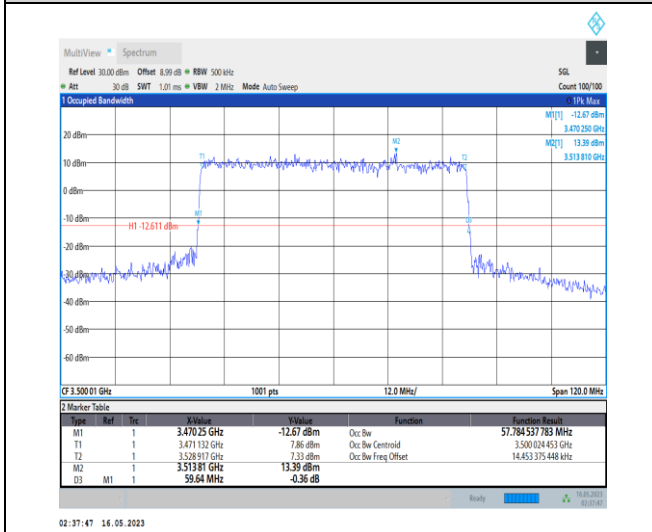 MultiView Spectrum
Ref Level 30.00 dBm Offset 8.99 dB RBW 500 kHz SGL
Att 30 dB SWT 1.01 ms VBW 2 MHz Mode Auto Sweep Count 100/100
1 Occupied Bandwidth 1Pk Max
M1[1] -12.67 dBm
3.470 250 GHz
M2[1] 13.39 dBm
3.513 810 GHz
20 dBm
M2
T1 T2
10 dBm
0 dBm
-10 dBm
M1
H1 -12.611 dBm
-20 dBm
-30 dBm
-40 dBm
-50 dBm
-60 dBm
CF 3.500 01 GHz 1001 pts 12.0 MHz/ Span 120.0 MHz
2 Marker Table
Type Ref Trc X-Value Y-Value Function Function Result
M1 1 3.470 25 GHz -12.67 dBm Occ Bw 57.784 537 783 MHz
T1 1 3.471 132 GHz 7.86 dBm Occ Bw Centroid 3.500 024 453 GHz
T2 1 3.528 917 GHz 7.33 dBm Occ Bw Freq Offset 14.453 375 448 kHz
M2 1 3.513 81 GHz 13.39 dBm
D3 M1 1 59.64 MHz -0.36 dB
Ready 16.05.2023
02:37:47
02:37:47 16.05.2023